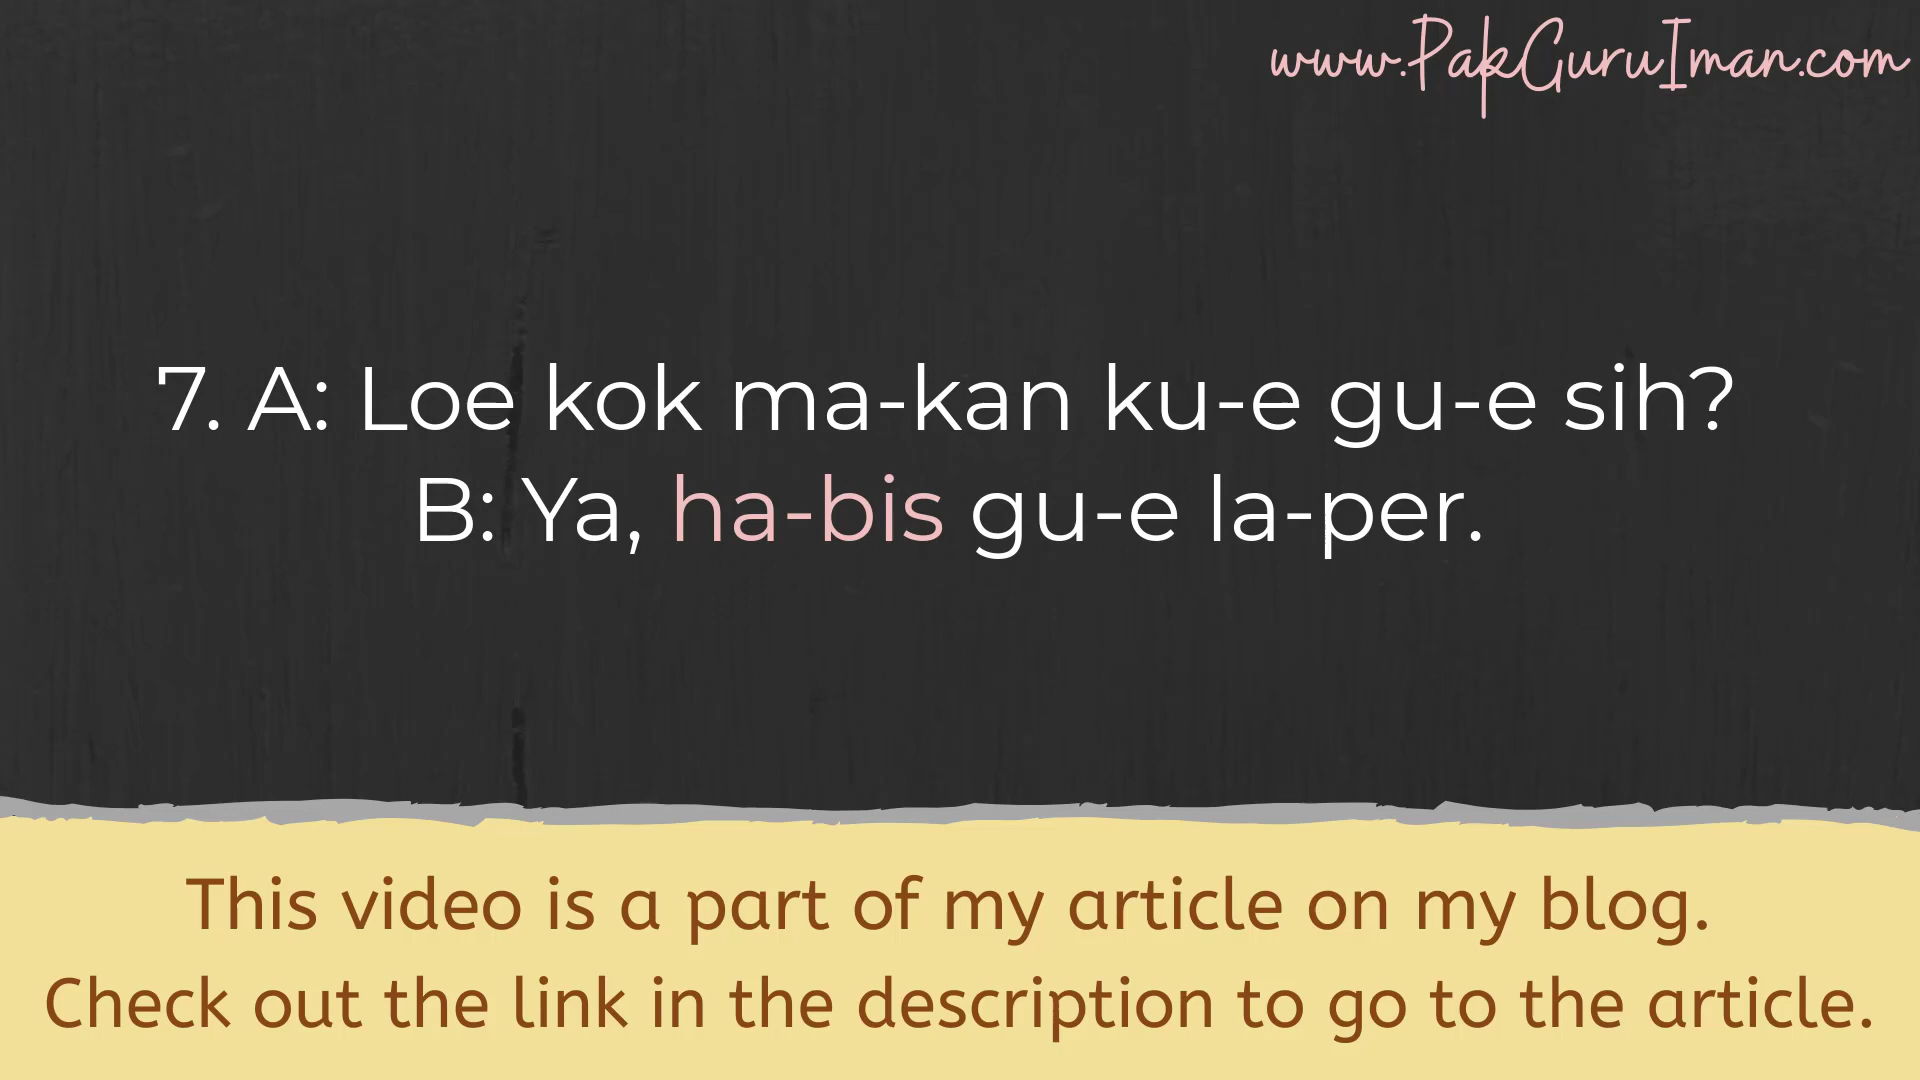 www.PakGuruIman.com
7. A: Loe kok ma-kan ku-e gu-e sih?
B: Ya, ha-bis gu-e la-per.
This video is a part of my article on my blog.
Check out the link in the description to go to the article.